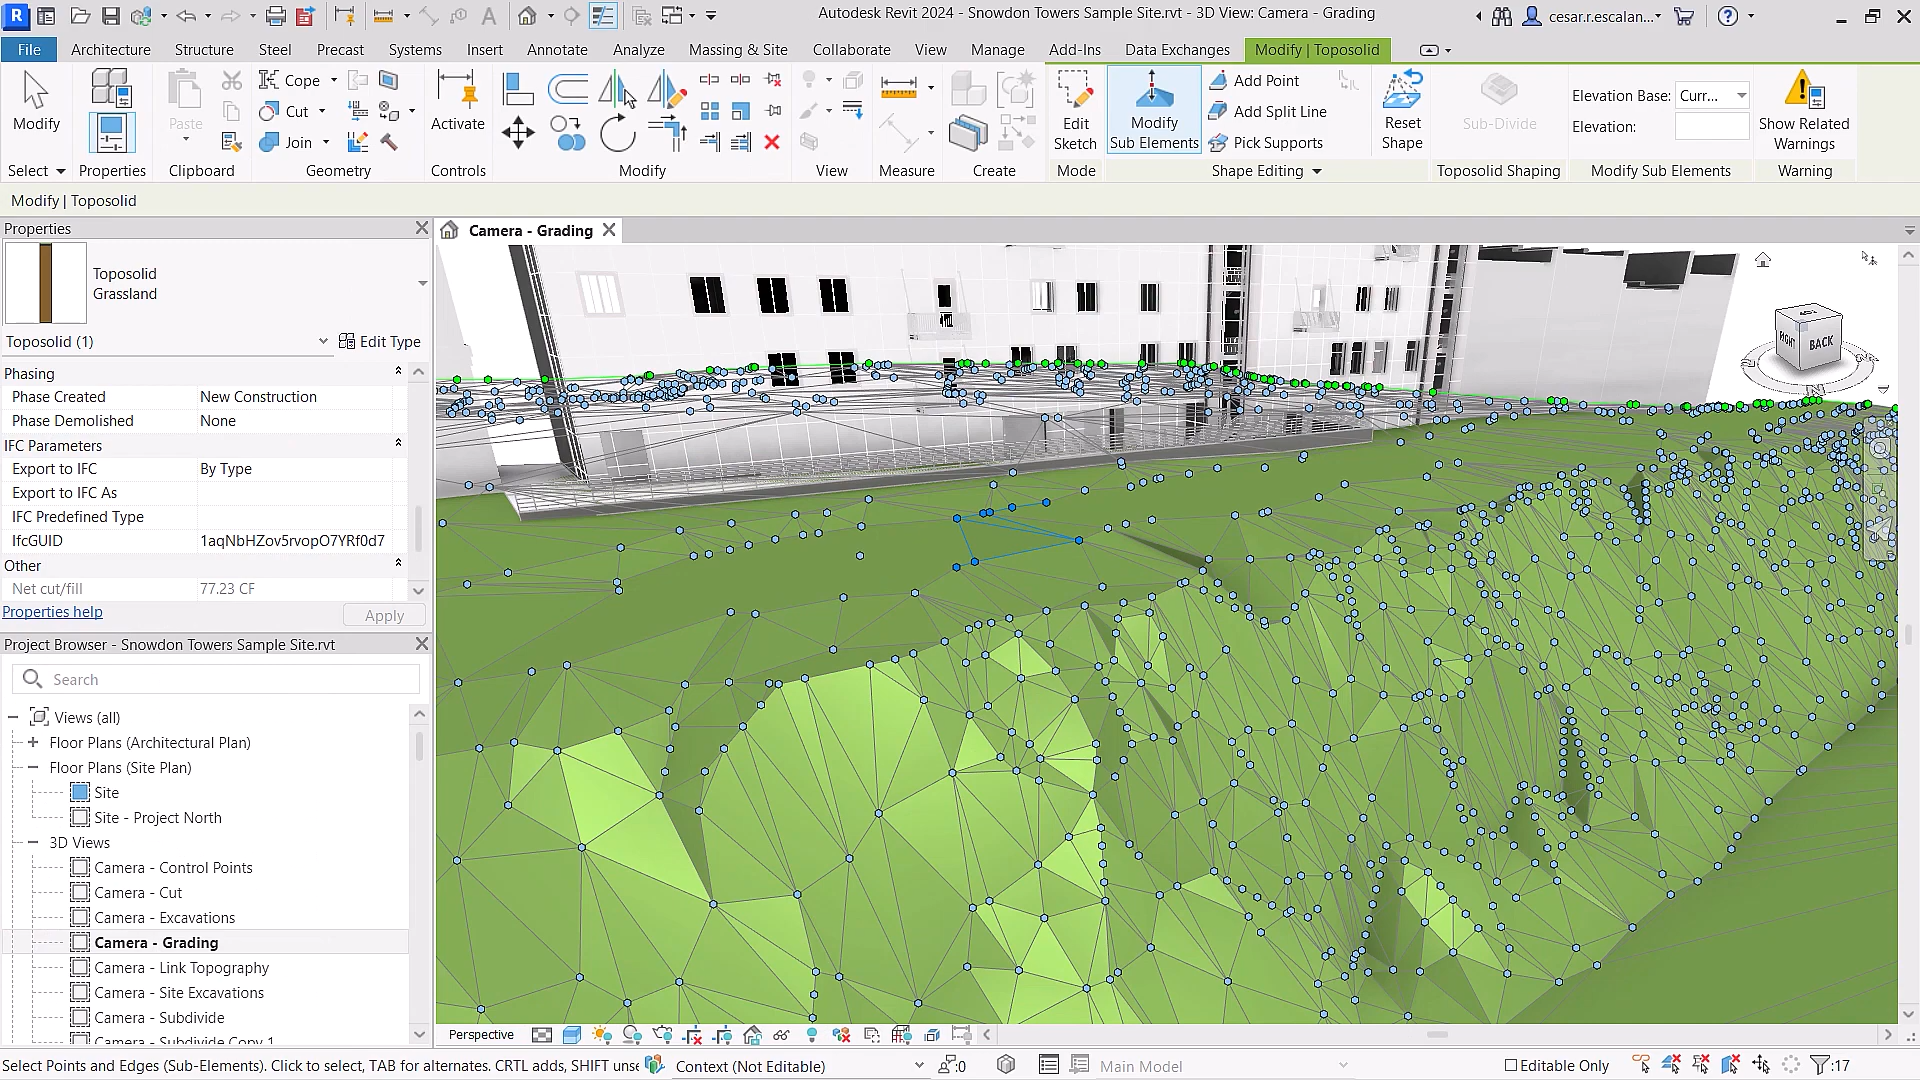 Autodesk Revit 2024 - Snowdon Towers Sample Site.rvt - 3D View: Camera - Grading
cesar.r.escalan...
File Architecture Structure Steel Precast Systems Insert Annotate Analyze Massing & Site Collaborate View Manage Add-Ins Data Exchanges Modify | Toposolid
Modify
Paste
Cope
Cut
Join
Activate
Edit Sketch
Modify Sub Elements
Add Point
Add Split Line
Pick Supports
Reset Shape
Sub-Divide
Elevation Base: Curr...
Elevation:
Show Related Warnings
Select Properties Clipboard Geometry Controls Modify View Measure Create Mode Shape Editing Toposolid Shaping Modify Sub Elements Warning
Modify | Toposolid
Properties
Toposolid
Grassland
Toposolid (1) Edit Type
Phasing
Phase Created New Construction
Phase Demolished None
IFC Parameters
Export to IFC By Type
Export to IFC As
IFC Predefined Type
IfcGUID 1aqNbHZov5rvopO7YRf0d7
Other
Net cut/fill 77.23 CF
Properties help Apply
Project Browser - Snowdon Towers Sample Site.rvt
Search
Views (all)
Floor Plans (Architectural Plan)
Floor Plans (Site Plan)
Site
Site - Project North
3D Views
Camera - Control Points
Camera - Cut
Camera - Excavations
Camera - Grading
Camera - Link Topography
Camera - Site Excavations
Camera - Subdivide
Camera - Subdivide Copy 1
Camera - Grading
RIGHT BACK
Perspective
Select Points and Edges (Sub-Elements). Click to select, TAB for alternates. CRTL adds, SHIFT unse
Context (Not Editable)
:0
Main Model
Editable Only
:17